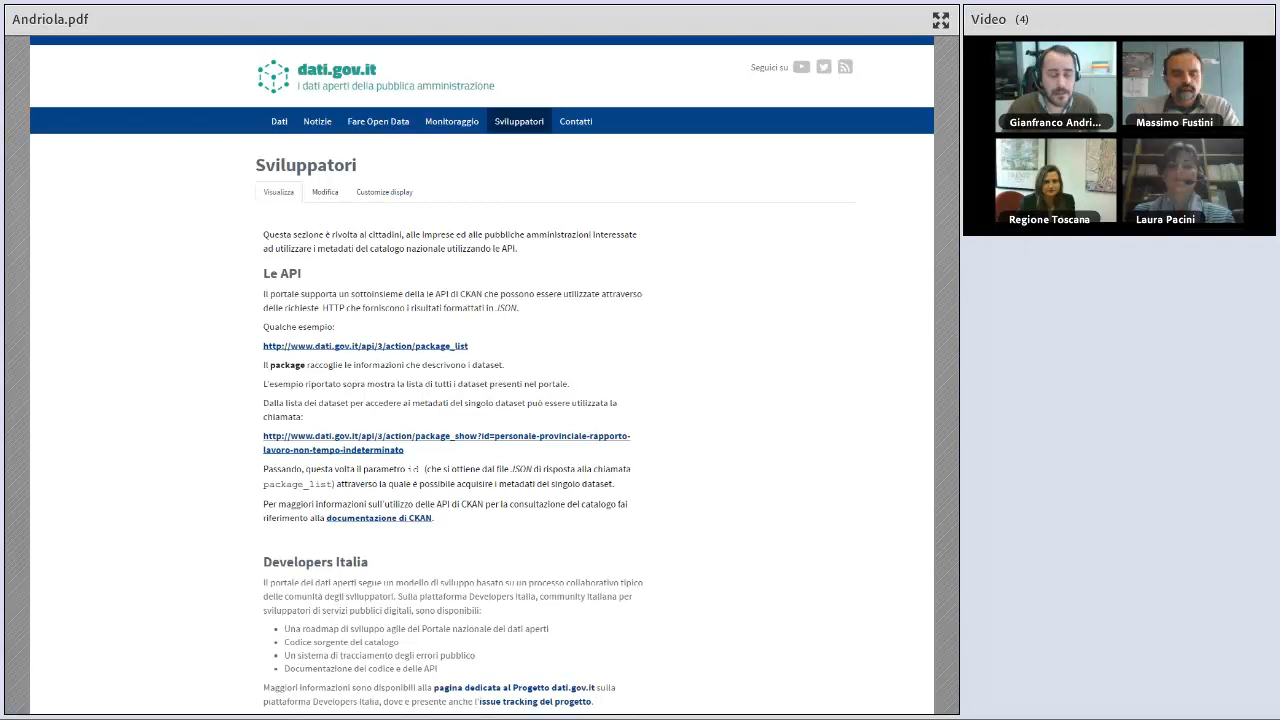 Andriola.pdf
Video (4)
dati.gov.it
i dati aperti della pubblica amministrazione
Seguici su
Dati Notizie Fare Open Data Monitoraggio Sviluppatori Contatti
Gianfranco Andri...
Massimo Fustini
Regione Toscana
Laura Pacini
Sviluppatori
Visualizza Modifica Customize display
Questa sezione è rivolta ai cittadini, alle imprese ed alle pubbliche amministrazioni interessate
ad utilizzare i metadati del catalogo nazionale utilizzando le API.
Le API
Il portale supporta un sottoinsieme della le API di CKAN che possono essere utilizzate attraverso
delle richieste HTTP che forniscono i risultati formattati in JSON.
Qualche esempio:
http://www.dati.gov.it/api/3/action/package_list
Il package raccoglie le informazioni che descrivono i dataset.
L'esempio riportato sopra mostra la lista di tutti i dataset presenti nel portale.
Dalla lista dei dataset per accedere ai metadati del singolo dataset può essere utilizzata la
chiamata:
http://www.dati.gov.it/api/3/action/package_show?id=personale-provinciale-rapporto-
lavoro-non-tempo-indeterminato
Passando, questa volta il parametro id (che si ottiene dal file JSON di risposta alla chiamata
package_list) attraverso la quale è possibile acquisire i metadati del singolo dataset.
Per maggiori informazioni sull'utilizzo delle API di CKAN per la consultazione del catalogo fai
riferimento alla documentazione di CKAN.
Developers Italia
Il portale dei dati aperti segue un modello di sviluppo basato su un processo collaborativo tipico
delle comunità degli sviluppatori. Sulla piattaforma Developers Italia, community italiana per
sviluppatori di servizi pubblici digitali, sono disponibili:
• Una roadmap di sviluppo agile del Portale nazionale dei dati aperti
• Codice sorgente del catalogo
• Un sistema di tracciamento degli errori pubblico
• Documentazione del codice e delle API
Maggiori informazioni sono disponibili alla pagina dedicata al Progetto dati.gov.it sulla
piattaforma Developers Italia, dove è presente anche l'issue tracking del progetto.